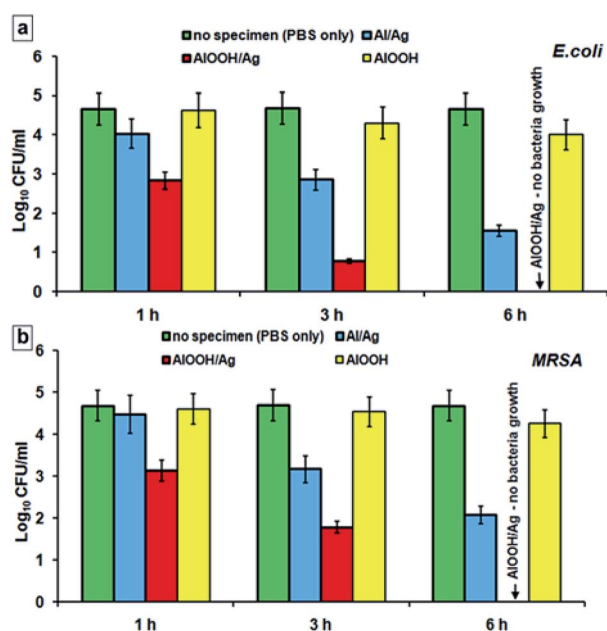 a
no specimen (PBS only) Al/Ag
AlOOH/Ag AlOOH
E.coli
Log10 CFU/ml
6
5
4
3
2
1
0
AlOOH/Ag - no bacteria growth
1 h 3 h 6 h
b
no specimen (PBS only) Al/Ag
AlOOH/Ag AlOOH
MRSA
Log10 CFU/ml
6
5
4
3
2
1
0
AlOOH/Ag - no bacteria growth
1 h 3 h 6 h